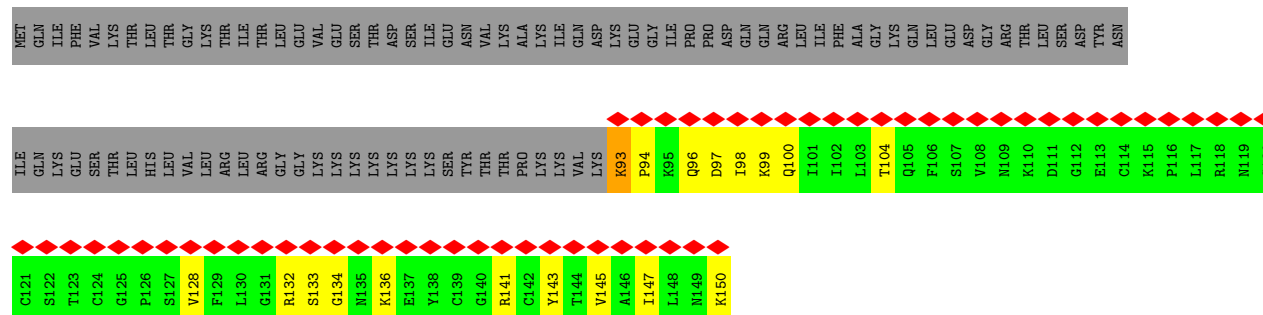 MET GLN ILE PHE VAL LYS THR LEU THR GLY LYS THR ILE THR LEU GLU VAL GLU SER THR ASP SER ILE GLU ASN VAL LYS ALA LYS ILE GLN ASP LYS GLU GLY ILE PRO PRO ASP GLN GLN ARG LEU ILE PHE ALA GLY LYS GLN LEU GLU ASP GLY ARG THR LEU SER ASP TYR ASN
ILE GLN LYS GLU SER THR LEU HIS LEU VAL LEU ARG LEU ARG GLY GLY LYS LYS LYS LYS LYS LYS LYS SER TYR THR THR PRO LYS LYS VAL LYS K93 P94 K95 Q96 D97 I98 K99 Q100 I101 I102 L103 T104 Q105 F106 S107 V108 N109 K110 D111 G112 E113 C114 K115 P116 L117 R118 N119
C121 S122 T123 C124 G125 P126 S127 V128 F129 L130 G131 R132 S133 G134 N135 K136 E137 Y138 C139 G140 R141 C142 Y143 T144 V145 A146 I147 L148 N149 K150